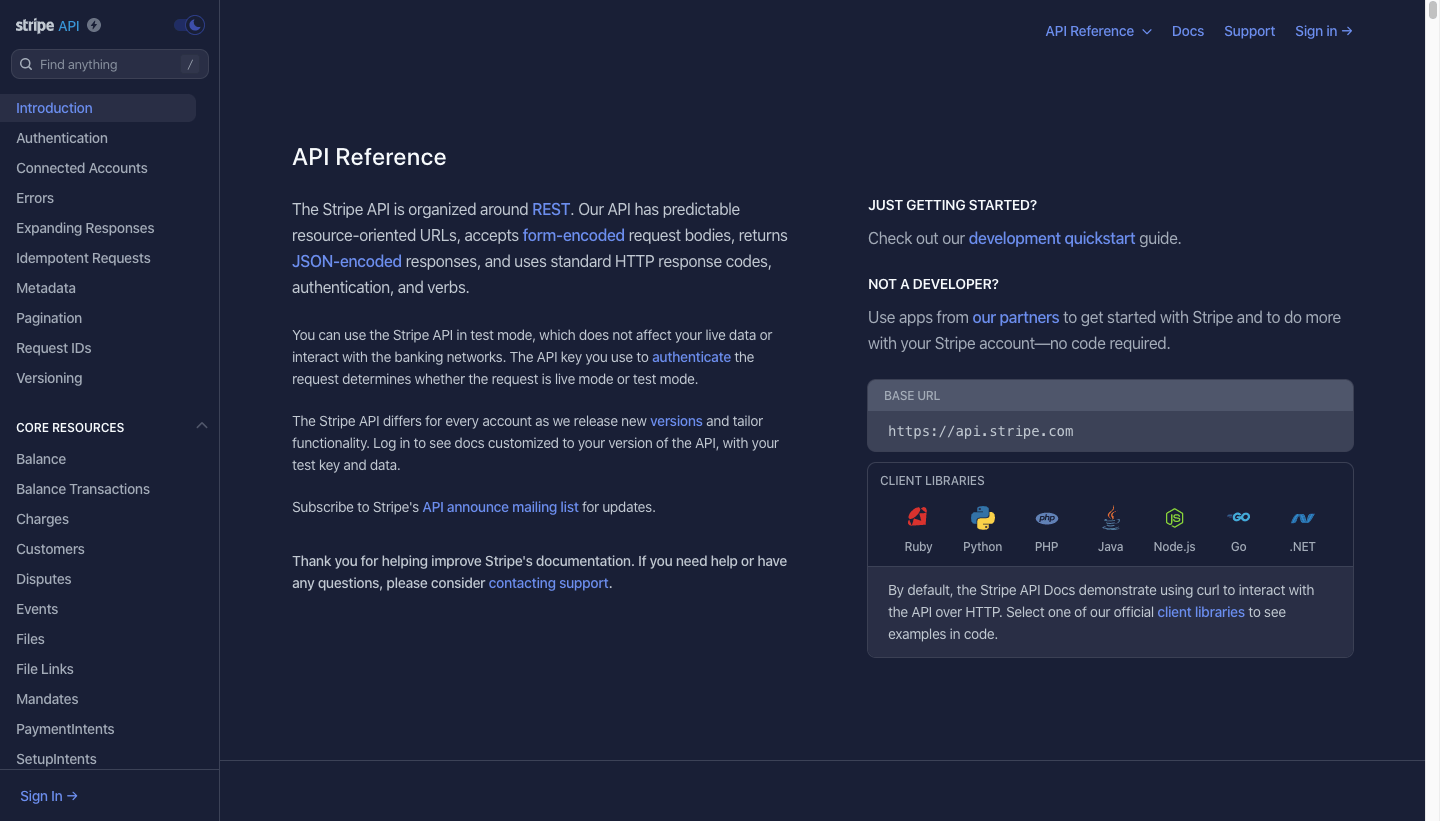 stripe API
Find anything /
Introduction
Authentication
Connected Accounts
Errors
Expanding Responses
Idempotent Requests
Metadata
Pagination
Request IDs
Versioning
CORE RESOURCES
Balance
Balance Transactions
Charges
Customers
Disputes
Events
Files
File Links
Mandates
PaymentIntents
SetupIntents
Sign In →
API Reference Docs Support Sign in →
API Reference
The Stripe API is organized around REST. Our API has predictable
resource-oriented URLs, accepts form-encoded request bodies, returns
JSON-encoded responses, and uses standard HTTP response codes,
authentication, and verbs.
You can use the Stripe API in test mode, which does not affect your live data or
interact with the banking networks. The API key you use to authenticate the
request determines whether the request is live mode or test mode.
The Stripe API differs for every account as we release new versions and tailor
functionality. Log in to see docs customized to your version of the API, with your
test key and data.
Subscribe to Stripe's API announce mailing list for updates.
Thank you for helping improve Stripe's documentation. If you need help or have
any questions, please consider contacting support.
JUST GETTING STARTED?
Check out our development quickstart guide.
NOT A DEVELOPER?
Use apps from our partners to get started with Stripe and to do more
with your Stripe account—no code required.
BASE URL
https://api.stripe.com
CLIENT LIBRARIES
php JS GO
Ruby Python PHP Java Node.js Go .NET
By default, the Stripe API Docs demonstrate using curl to interact with
the API over HTTP. Select one of our official client libraries to see
examples in code.